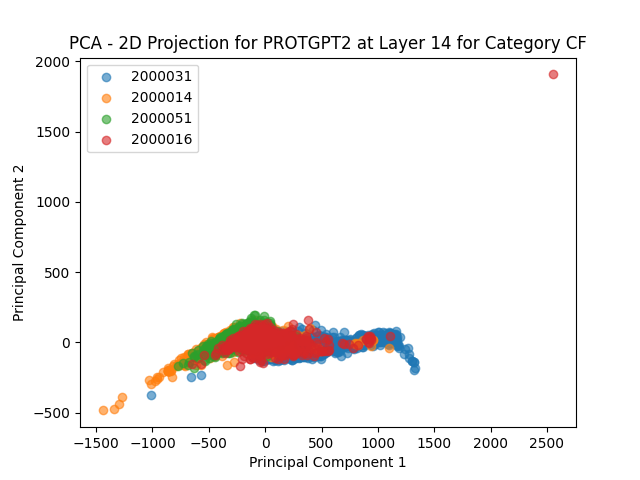 PCA - 2D Projection for PROTGPT2 at Layer 14 for Category CF
2000031
2000014
2000051
2000016
2000
1500
1000
500
0
−500
Principal Component 2
−1500 −1000 −500 0 500 1000 1500 2000 2500
Principal Component 1